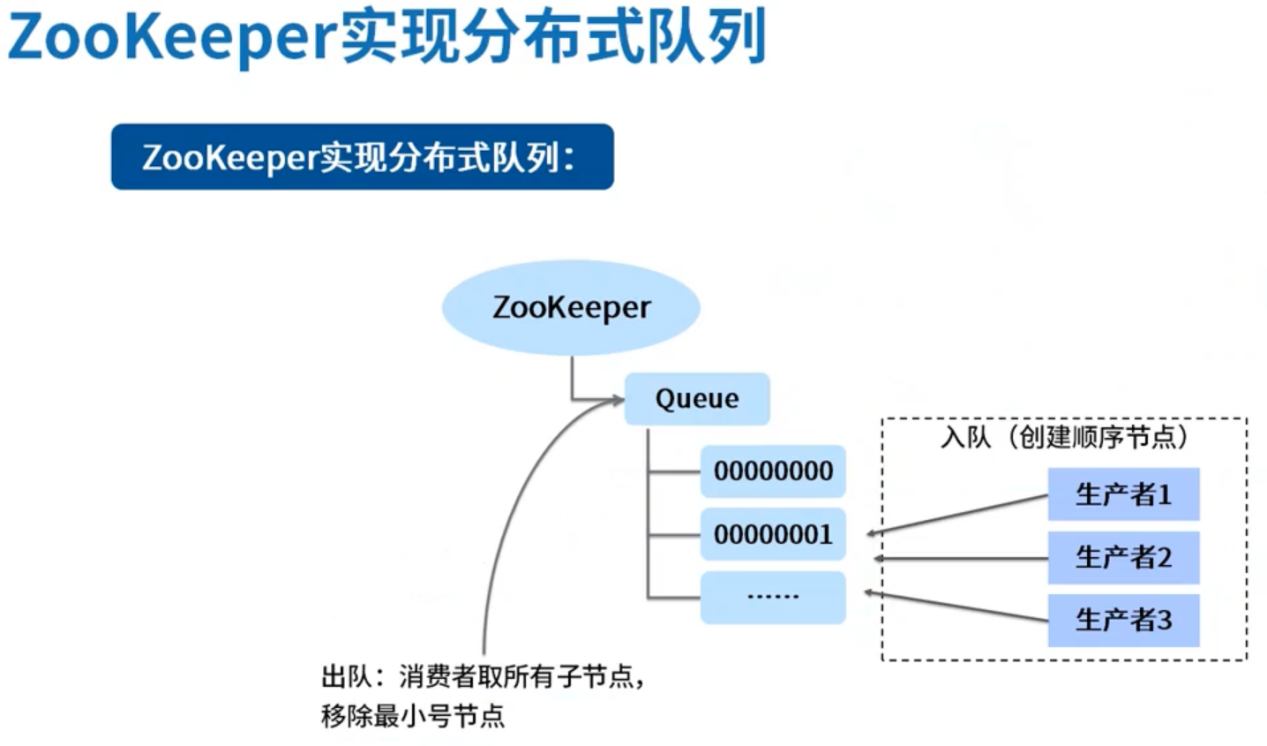 ZooKeeper实现分布式队列
ZooKeeper实现分布式队列：
ZooKeeper
Queue
00000000
00000001
······
入队（创建顺序节点）
生产者1
生产者2
生产者3
出队：消费者取所有子节点，
移除最小号节点